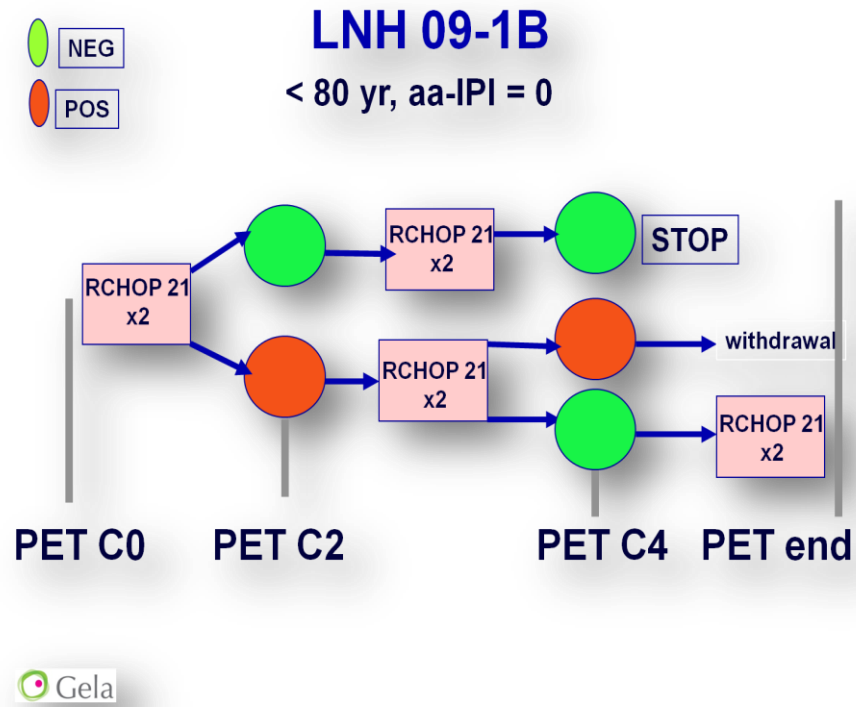 LNH 09-1B
NEG
< 80 yr, aa-IPI = 0
POS
RCHOP 21
x2
STOP
RCHOP 21
x2
withdrawal
RCHOP 21
x2
RCHOP 21
x2
PET C0
PET C2
PET C4
PET end
Gela